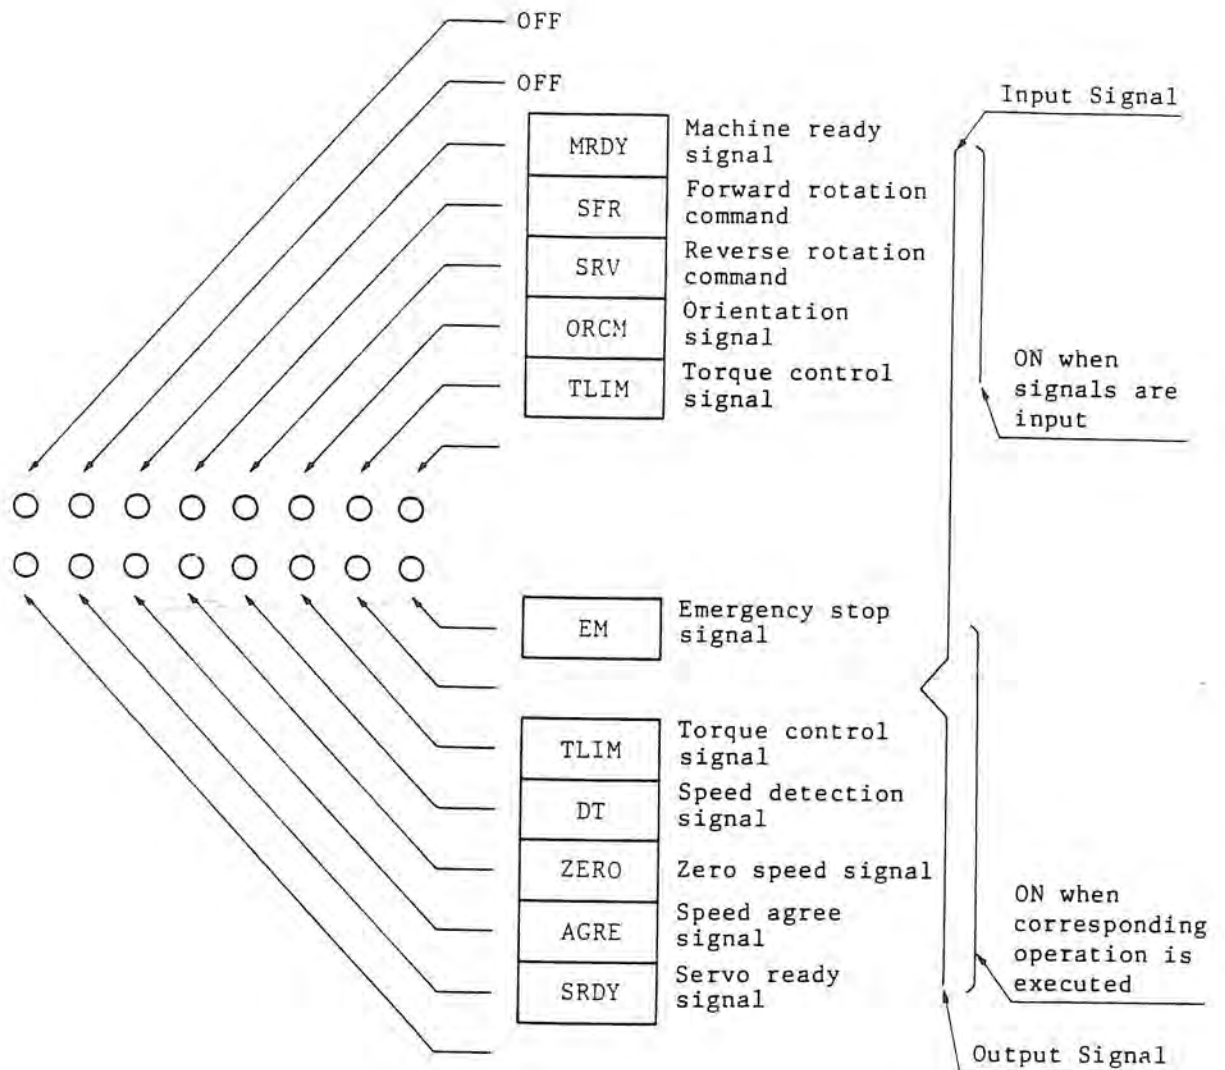 OFF
OFF
Input Signal
MRDY
Machine ready
signal
SFR
Forward rotation
command
SRV
Reverse rotation
command
ORCM
Orientation
signal
TLIM
Torque control
signal
ON when
signals are
input
EM
Emergency stop
signal
TLIM
Torque control
signal
DT
Speed detection
signal
ZERO
Zero speed signal
AGRE
Speed agree
signal
SRDY
Servo ready
signal
ON when
corresponding
operation is
executed
Output Signal